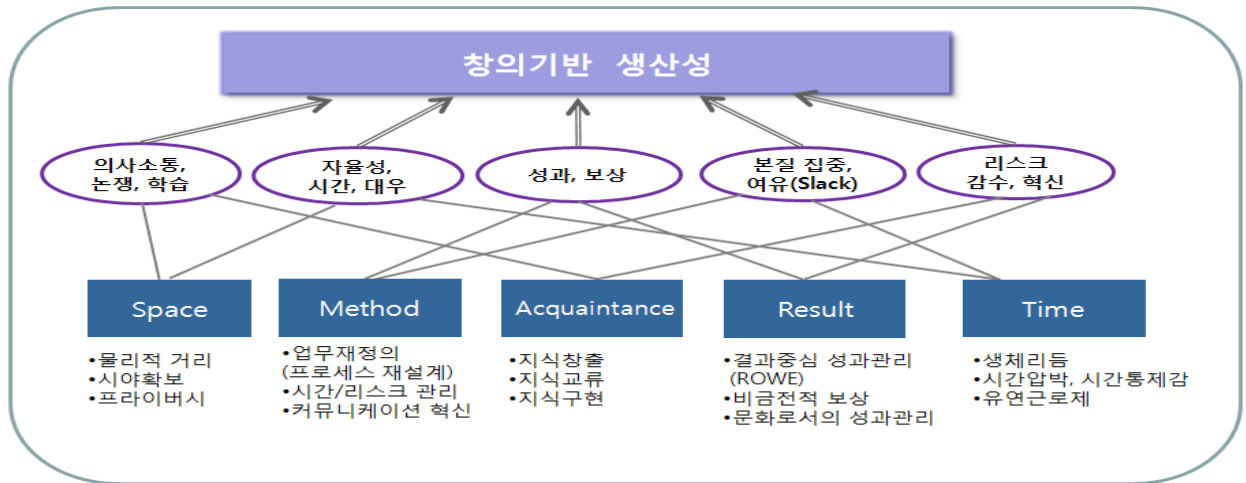 창의기반 생산성
의사소통,
논쟁, 학습
자율성,
시간, 대우
성과, 보상
본질 집중,
여유(Slack)
리스크
감수, 혁신
Space
•물리적 거리
•시야확보
•프라이버시
Method
•업무재정의
(프로세스 재설계)
•시간/리스크 관리
•커뮤니케이션 혁신
Acquaintance
•지식창출
•지식교류
•지식구현
Result
•결과중심 성과관리
(ROWE)
•비금전적 보상
•문화로서의 성과관리
Time
•생체리듬
•시간압박, 시간통제감
•유연근로제